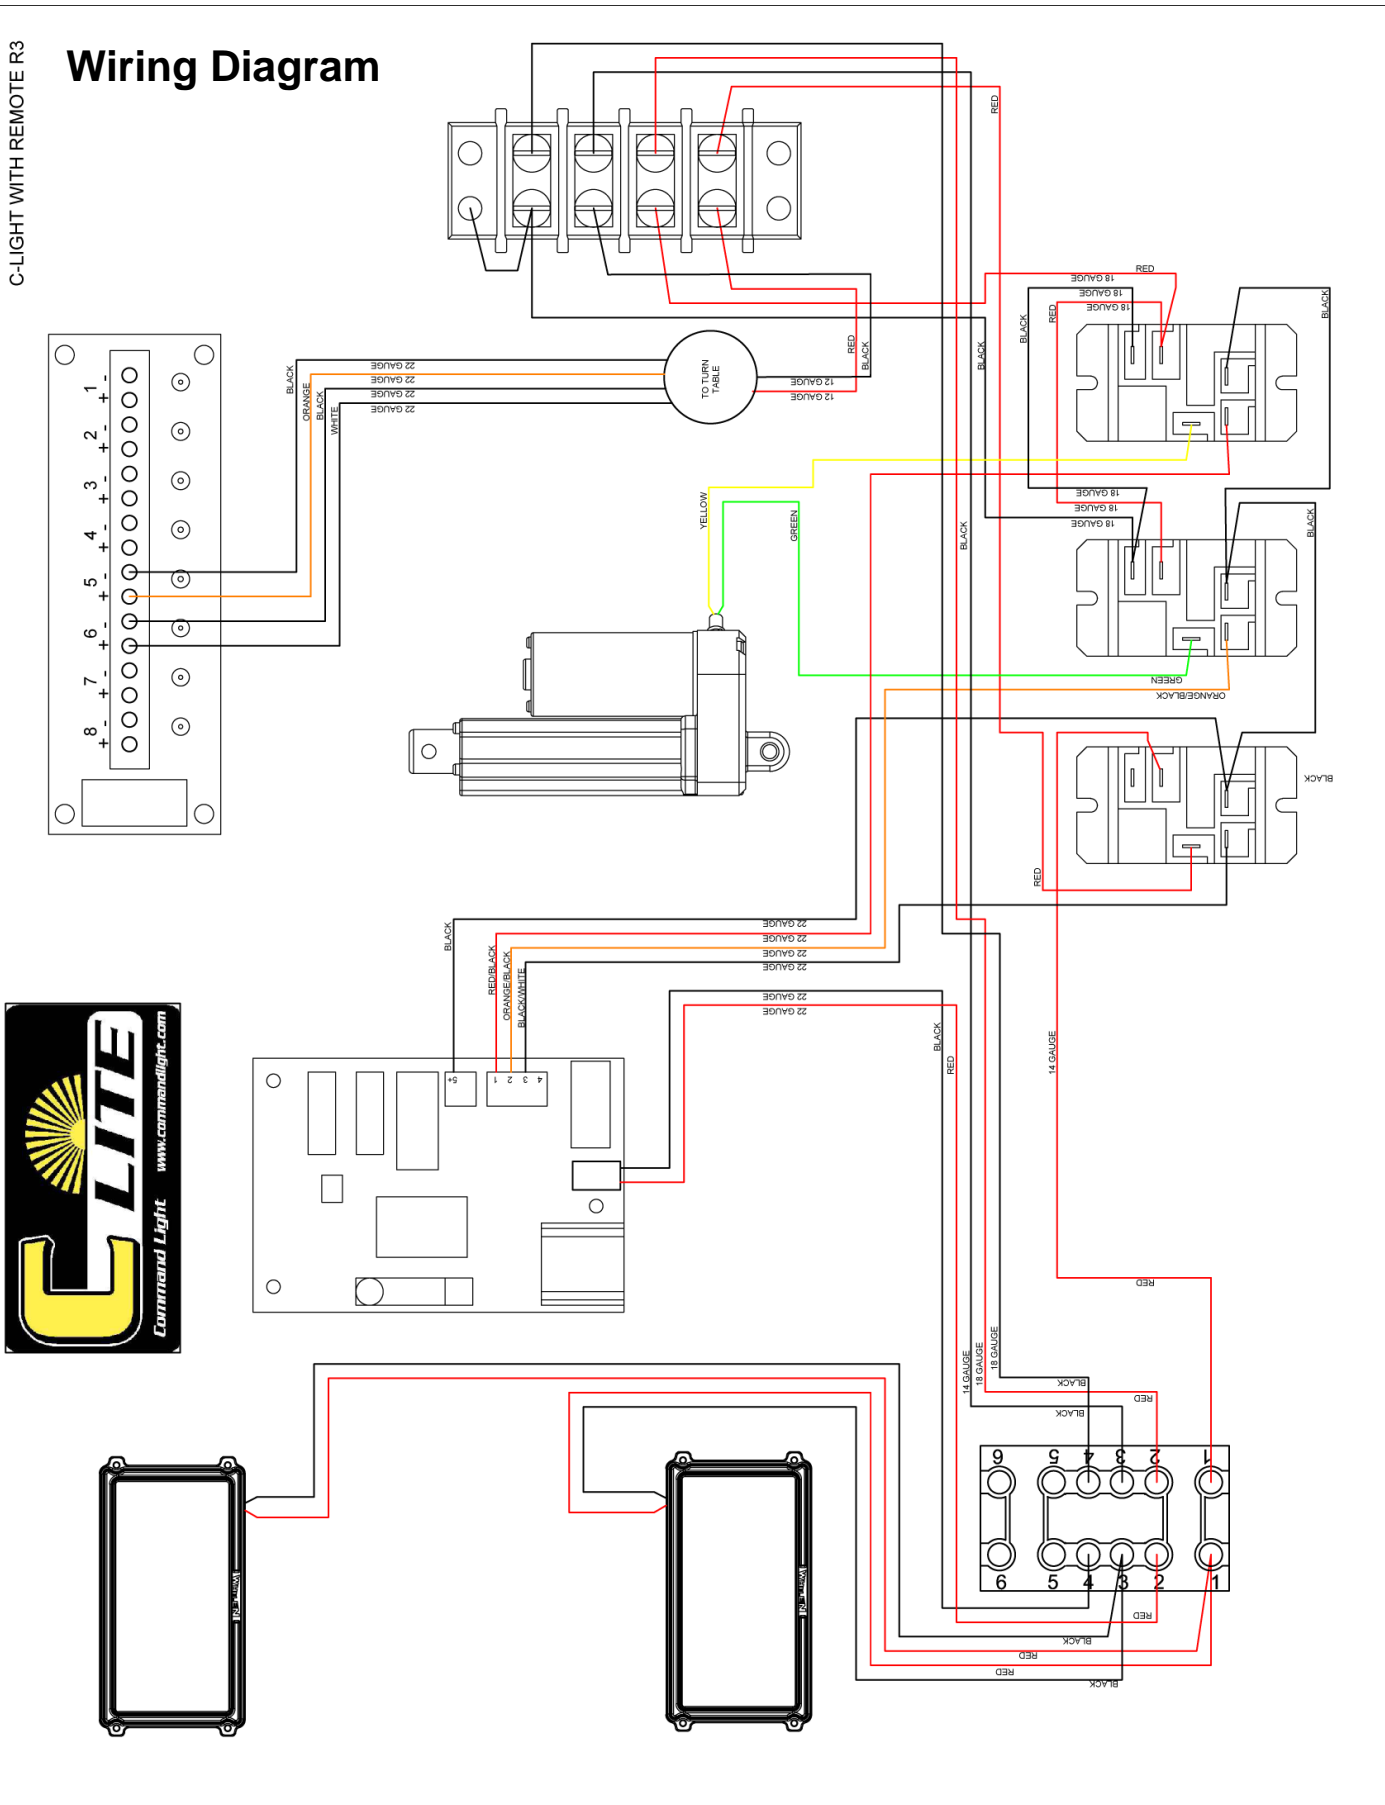 Wiring Diagram
C-LIGHT WITH REMOTE R3
RED
RED
18 GAUGE
18 GAUGE
18 GAUGE
BLACK
RED
BLACK
BLACK
RED
BLACK
TO TURN
TABLE
12 GAUGE
12 GAUGE
22 GAUGE
22 GAUGE
22 GAUGE
22 GAUGE
BLACK
ORANGE
BLACK
WHITE
- 1 +
- 2 +
- 3 +
- 4 +
- 5 +
- 6 +
- 7 +
- 8 +
18 GAUGE
18 GAUGE
18 GAUGE
YELLOW
GREEN
BLACK
BLACK
GREEN
ORANGE/BLACK
BLACK
RED
BLACK
RED/BLACK
ORANGE/BLACK
BLACK/WHITE
22 GAUGE
22 GAUGE
22 GAUGE
22 GAUGE
22 GAUGE
22 GAUGE
BLACK
RED
14 GAUGE
5+
1 2 3 4
C LITE
Command Light www.commandlight.com
RED
14 GAUGE
18 GAUGE
18 GAUGE
BLACK
RED
BLACK
6 5 4 3 2 1
6 5 4 3 2 1
RED
BLACK
RED
RED
BLACK
WHELEN
WHELEN